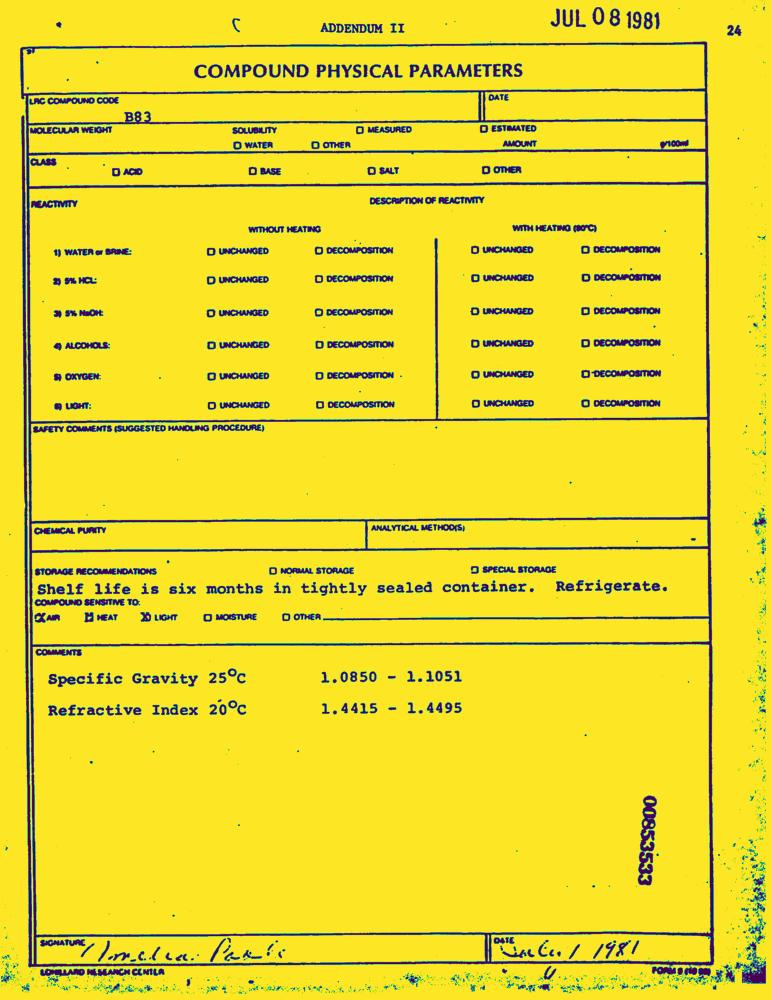 JUL 08 1981
ADDENDUM II
24
COMPOUND PHYSICAL PARAMETERS
LRC COMPOUND CODE
B83
DATE
MOLECULAR WEIGHT SOLUBILITY ☐ MEASURED ☐ ESTIMATED
☐ WATER ☐ OTHER AMOUNT g/100ml
CLASS
☐ ACID ☐ BASE ☐ SALT ☐ OTHER
REACTIVITY DESCRIPTION OF REACTIVITY
WITHOUT HEATING WITH HEATING (80°C)
1) WATER or BRINE: ☐ UNCHANGED ☐ DECOMPOSITION ☐ UNCHANGED ☐ DECOMPOSITION
2) 5% HCL: ☐ UNCHANGED ☐ DECOMPOSITION ☐ UNCHANGED ☐ DECOMPOSITION
3) 5% NaOH: ☐ UNCHANGED ☐ DECOMPOSITION ☐ UNCHANGED ☐ DECOMPOSITION
4) ALCOHOLS: ☐ UNCHANGED ☐ DECOMPOSITION ☐ UNCHANGED ☐ DECOMPOSITION
5) OXYGEN: ☐ UNCHANGED ☐ DECOMPOSITION ☐ UNCHANGED ☐ DECOMPOSITION
6) LIGHT: ☐ UNCHANGED ☐ DECOMPOSITION ☐ UNCHANGED ☐ DECOMPOSITION
SAFETY COMMENTS (SUGGESTED HANDLING PROCEDURE)
CHEMICAL PURITY ANALYTICAL METHOD(S)
STORAGE RECOMMENDATIONS ☐ NORMAL STORAGE ☐ SPECIAL STORAGE
Shelf life is six months in tightly sealed container. Refrigerate.
COMPOUND SENSITIVE TO:
☒ AIR ☒ HEAT ☒ LIGHT ☐ MOISTURE ☐ OTHER
COMMENTS
Specific Gravity 25°C 1.0850 - 1.1051
Refractive Index 20°C 1.4415 - 1.4495
00853533
SIGNATURE
DATE 1 1981
LORILLARD RESEARCH CENTER
FORM 9